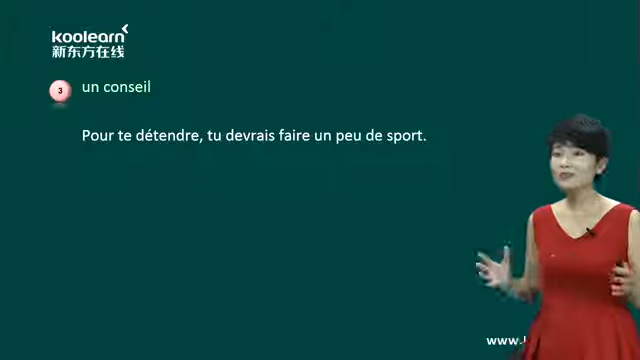 koolearn
新东方在线
3
un conseil
Pour te détendre, tu devrais faire un peu de sport.
www.